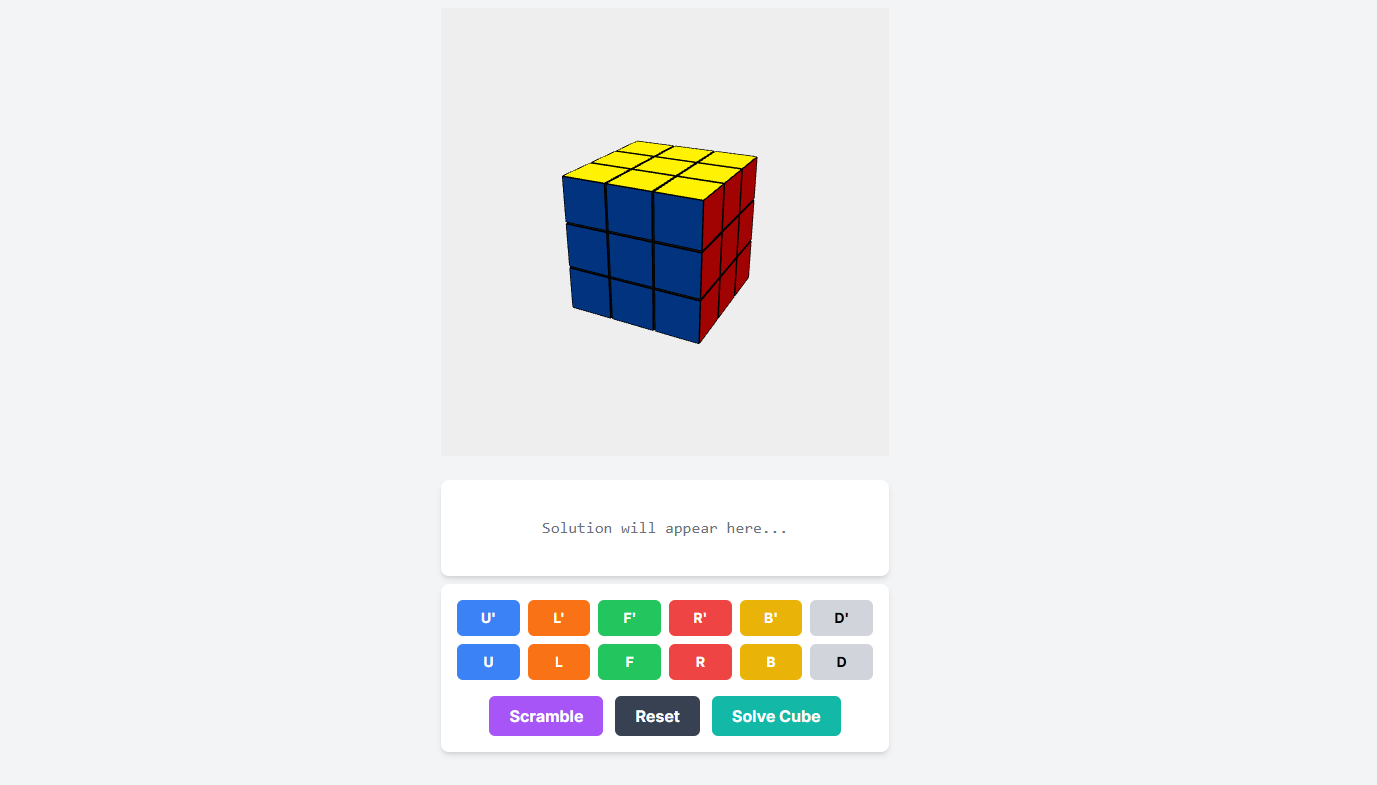 Solution will appear here...
U' L' F' R' B' D'
U L F R B D
Scramble Reset Solve Cube